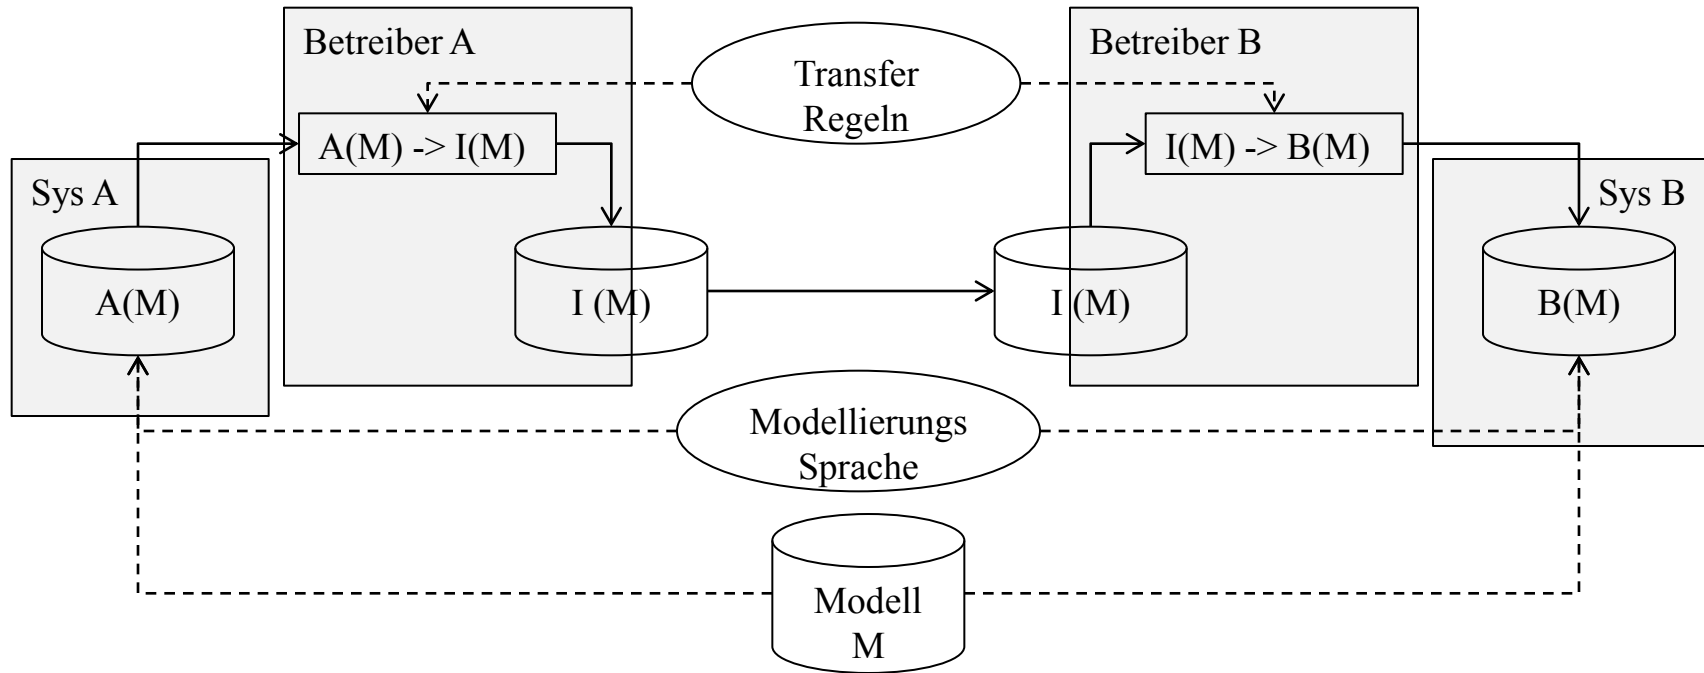 Betreiber A
Betreiber B
Transfer
Regeln
A(M) -> I(M)
I(M) -> B(M)
Sys A
Sys B
A(M)
I (M)
I (M)
B(M)
Modellierungs
Sprache
Modell
M